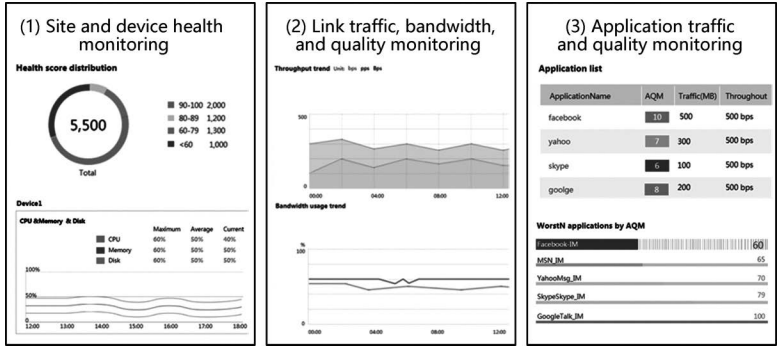 (1) Site and device health
monitoring
Health score distribution
5,500
Total
90-100 2,000
80-89 1,200
60-79 1,300
<60 1,000
Device1
CPU &Memory & Disk
Maximum Average Current
CPU 60% 50% 40%
Memory 60% 50% 50%
Disk 60% 50% 50%
100%
50%
0
12:00 13:00 14:00 15:00 16:00 17:00 18:00
(2) Link traffic, bandwidth,
and quality monitoring
Throughput trend Unit: bps pps Bps
500
0
00:00 04:00 08:00 12:00
Bandwidth usage trend
%
100
0
00:00 04:00 08:00 12:00
(3) Application traffic
and quality monitoring
Application list
ApplicationName AQM Traffic(MB) Throughout
facebook 10 500 500 bps
yahoo 7 300 500 bps
skype 6 100 500 bps
goolge 8 200 500 bps
WorstN applications by AQM
Facebook-IM 60
MSN_IM 65
YahooMsg_IM 70
SkypeSkype_IM 79
GoogleTalk_IM 100